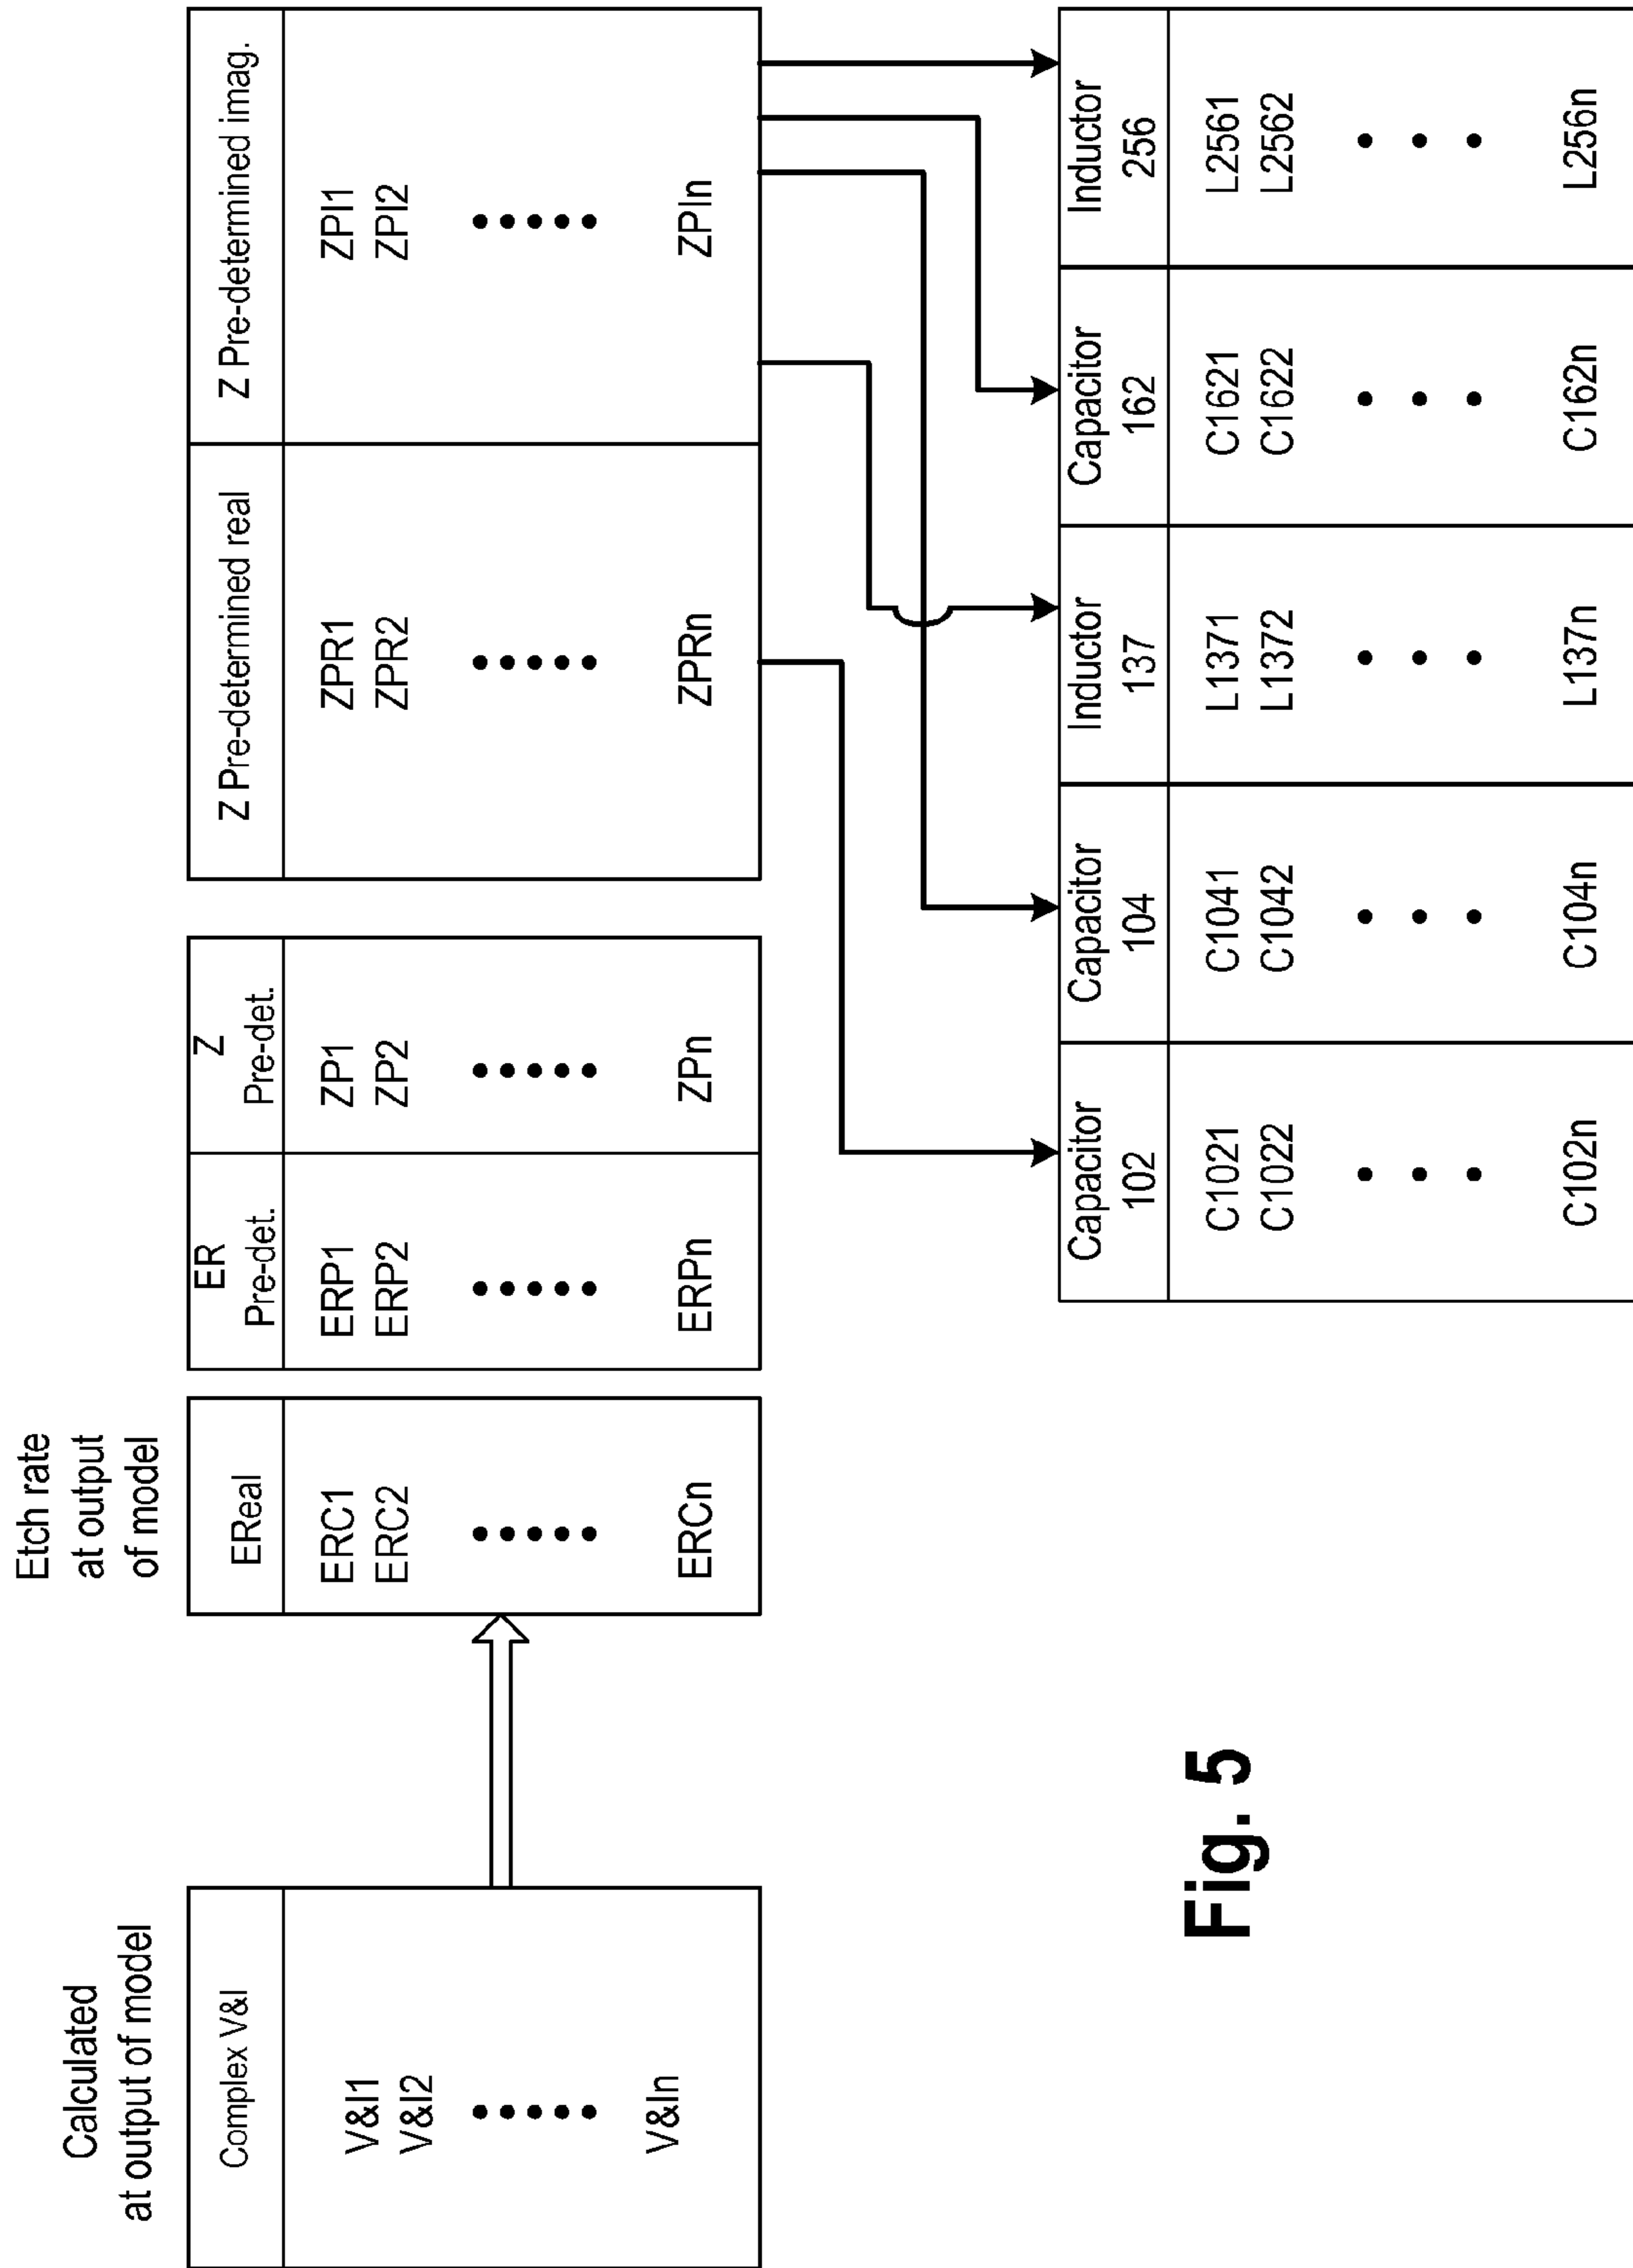 Calculated
at output of model
Complex V&I
V&I1
V&I2
V&In
Etch rate
at output
of model
EReal
ERC1
ERC2
ERCn
ER
Pre-det.
ERP1
ERP2
ERPn
Z
Pre-det.
ZP1
ZP2
ZPn
Z Pre-determined real
ZPR1
ZPR2
ZPRn
Z Pre-determined imag.
ZPI1
ZPI2
ZPIn
Capacitor
102
C1021
C1022
C102n
Capacitor
104
C1041
C1042
C104n
Inductor
137
L1371
L1372
L137n
Capacitor
162
C1621
C1622
C162n
Inductor
256
L2561
L2562
L256n
Fig. 5